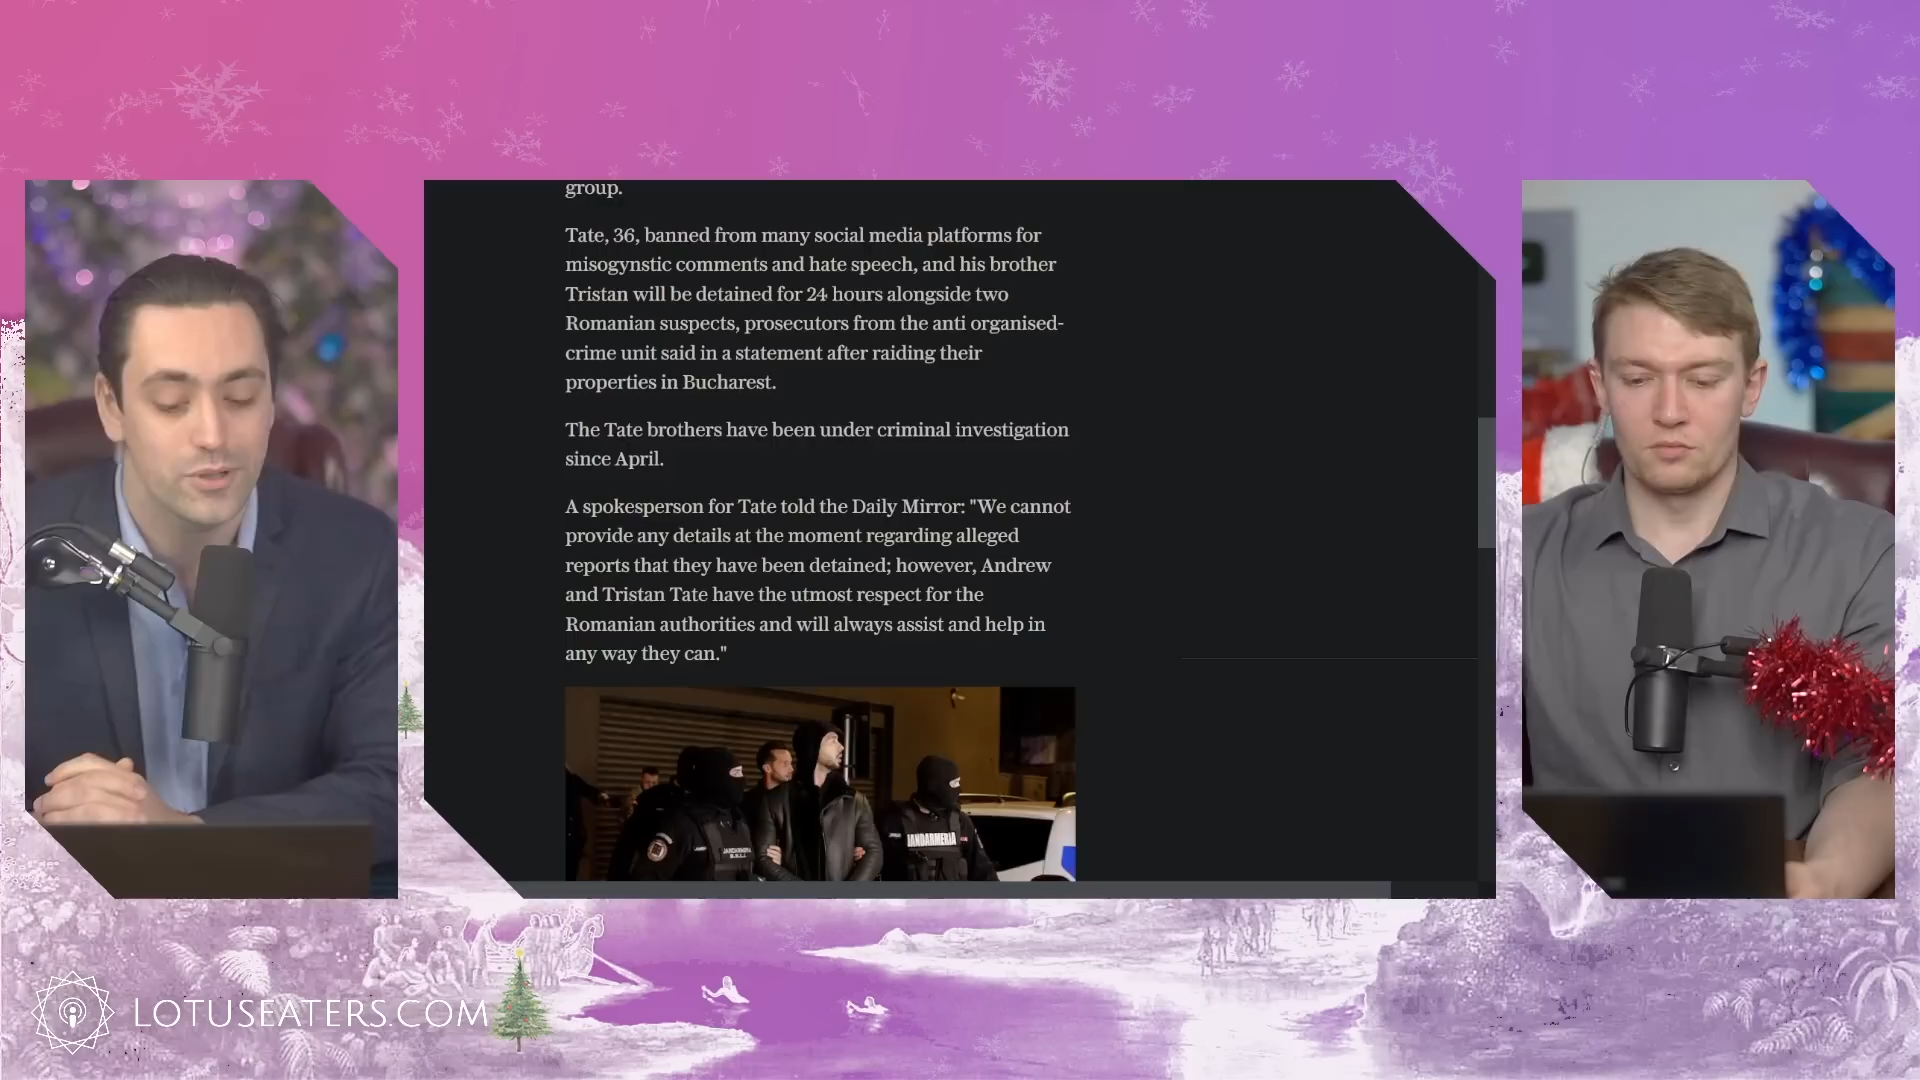 group.
Tate, 36, banned from many social media platforms for
misogynstic comments and hate speech, and his brother
Tristan will be detained for 24 hours alongside two
Romanian suspects, prosecutors from the anti organised-
crime unit said in a statement after raiding their
properties in Bucharest.
The Tate brothers have been under criminal investigation
since April.
A spokesperson for Tate told the Daily Mirror: "We cannot
provide any details at the moment regarding alleged
reports that they have been detained; however, Andrew
and Tristan Tate have the utmost respect for the
Romanian authorities and will always assist and help in
any way they can."
JANDARMERIA
JANDARMERIA
LOTUSEATERS.COM